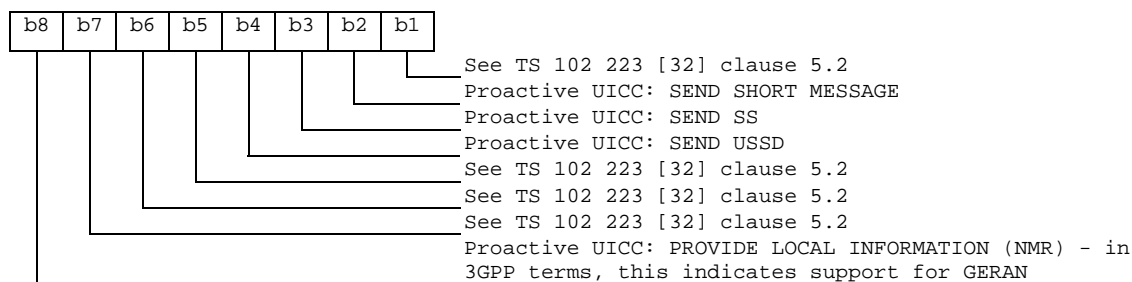 b8 b7 b6 b5 b4 b3 b2 b1
See TS 102 223 [32] clause 5.2
Proactive UICC: SEND SHORT MESSAGE
Proactive UICC: SEND SS
Proactive UICC: SEND USSD
See TS 102 223 [32] clause 5.2
See TS 102 223 [32] clause 5.2
See TS 102 223 [32] clause 5.2
Proactive UICC: PROVIDE LOCAL INFORMATION (NMR) - in
3GPP terms, this indicates support for GERAN